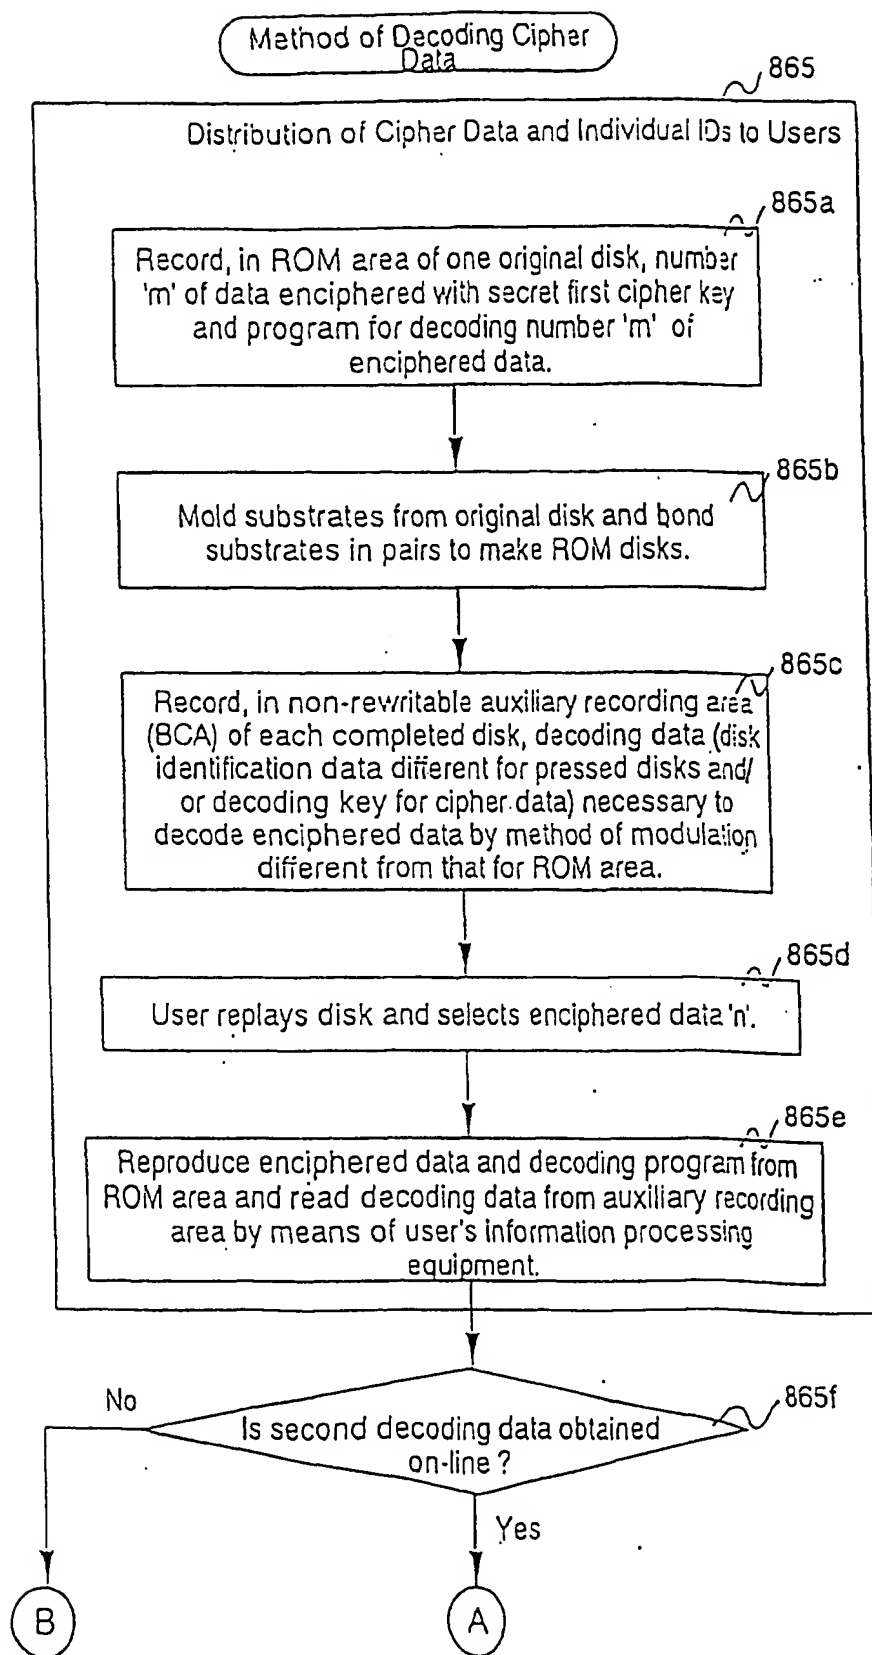 Method of Decoding Cipher
Data
865
Distribution of Cipher Data and Individual IDs to Users
865a
Record, in ROM area of one original disk, number
'm' of data enciphered with secret first cipher key
and program for decoding number 'm' of
enciphered data.
865b
Mold substrates from original disk and bond
substrates in pairs to make ROM disks.
865c
Record, in non-rewritable auxiliary recording area
(BCA) of each completed disk, decoding data (disk
identification data different for pressed disks and/
or decoding key for cipher data) necessary to
decode enciphered data by method of modulation
different from that for ROM area.
865d
User replays disk and selects enciphered data 'n'.
865e
Reproduce enciphered data and decoding program from
ROM area and read decoding data from auxiliary recording
area by means of user's information processing
equipment.
865f
No
Is second decoding data obtained
on-line ?
Yes
B
A